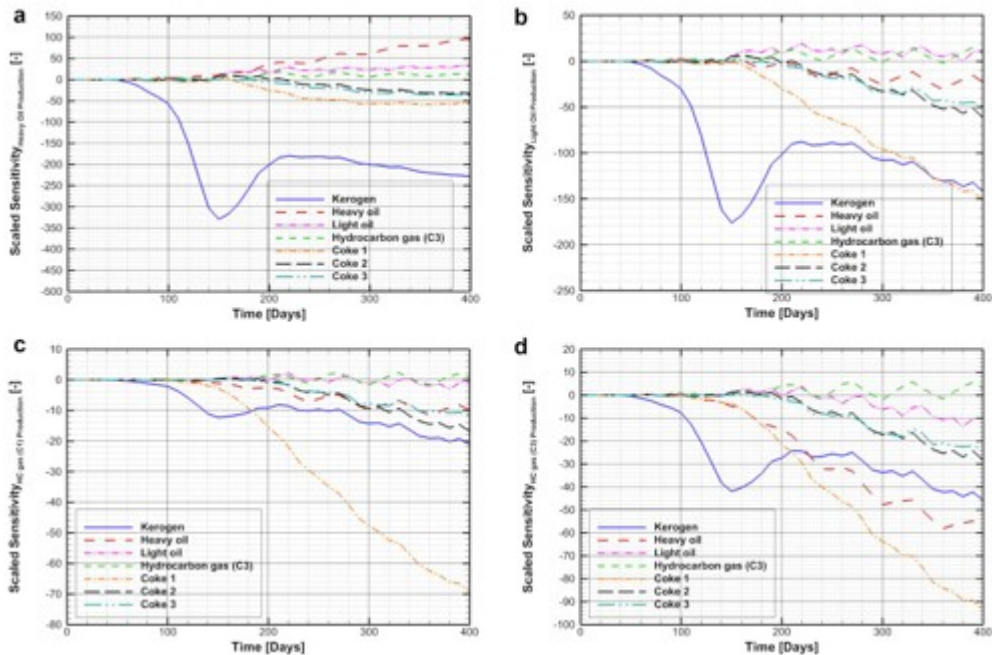 a
Scaled Sensitivity Heavy Oil Production [-]
150
100
50
0
-50
-100
-150
-200
-250
-300
-350
-400
-450
-500
Kerogen
Heavy oil
Light oil
Hydrocarbon gas (C3)
Coke 1
Coke 2
Coke 3
0 100 200 300 400
Time [Days]
b
Scaled Sensitivity Light Oil Production [-]
50
0
-50
-100
-150
-200
-250
Kerogen
Heavy oil
Light oil
Hydrocarbon gas (C3)
Coke 1
Coke 2
Coke 3
0 100 200 300 400
Time [Days]
c
Scaled Sensitivity HC gas (C1) Production [-]
10
0
-10
-20
-30
-40
-50
-60
-70
-80
Kerogen
Heavy oil
Light oil
Hydrocarbon gas (C3)
Coke 1
Coke 2
Coke 3
0 100 200 300 400
Time [Days]
d
Scaled Sensitivity HC gas (C3) Production [-]
20
10
0
-10
-20
-30
-40
-50
-60
-70
-80
-90
-100
Kerogen
Heavy oil
Light oil
Hydrocarbon gas (C3)
Coke 1
Coke 2
Coke 3
0 100 200 300 400
Time [Days]